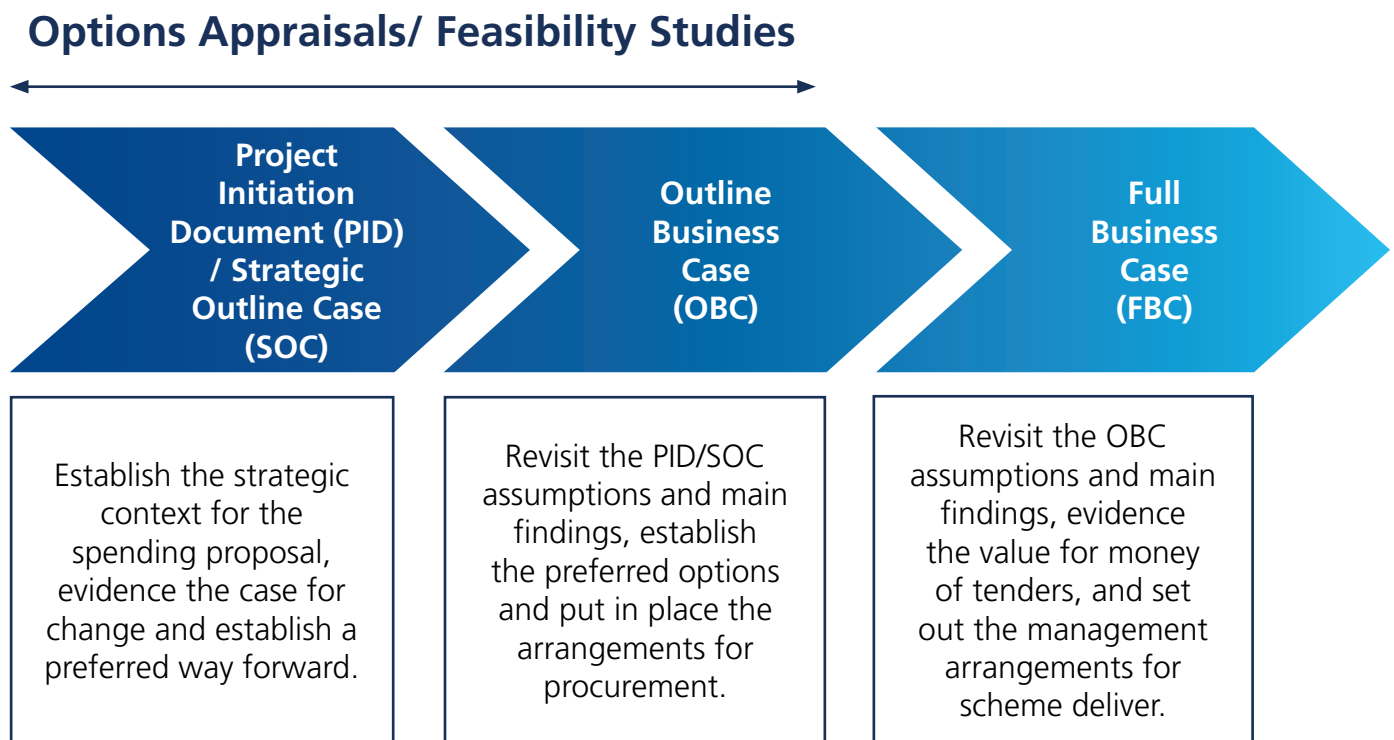 Options Appraisals/ Feasibility Studies
Project
Initiation
Document (PID)
/ Strategic
Outline Case
(SOC)
Outline
Business
Case
(OBC)
Full
Business
Case
(FBC)
Establish the strategic
context for the
spending proposal,
evidence the case for
change and establish a
preferred way forward.
Revisit the PID/SOC
assumptions and main
findings, establish
the preferred options
and put in place the
arrangements for
procurement.
Revisit the OBC
assumptions and main
findings, evidence
the value for money
of tenders, and set
out the management
arrangements for
scheme deliver.